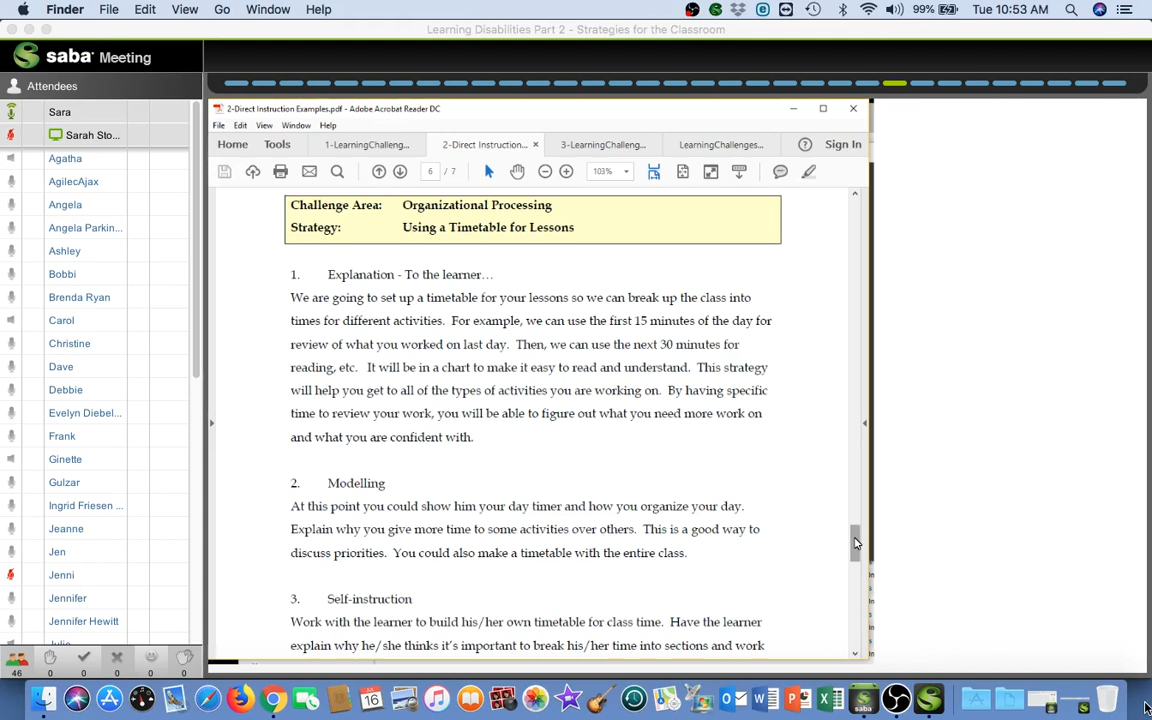 Finder File Edit View Go Window Help 99% Tue 10:53 AM
Learning Disabilities Part 2 - Strategies for the Classroom
saba Meeting
Attendees
Sara
Sarah Sto...
Agatha
AgilecAjax
Angela
Angela Parkin...
Ashley
Bobbi
Brenda Ryan
Carol
Christine
Dave
Debbie
Evelyn Diebel...
Frank
Ginette
Gulzar
Ingrid Friesen ...
Jeanne
Jen
Jenni
Jennifer
Jennifer Hewitt
46 0 0 0 0 0
2-Direct Instruction Examples.pdf - Adobe Acrobat Reader DC
File Edit View Window Help
Home Tools 1-LearningChalleng... 2-Direct Instruction... × 3-LearningChalleng... LearningChallenges... Sign In
6 / 7 103%
Challenge Area: Organizational Processing
Strategy: Using a Timetable for Lessons
1. Explanation - To the learner…
We are going to set up a timetable for your lessons so we can break up the class into
times for different activities. For example, we can use the first 15 minutes of the day for
review of what you worked on last day. Then, we can use the next 30 minutes for
reading, etc. It will be in a chart to make it easy to read and understand. This strategy
will help you get to all of the types of activities you are working on. By having specific
time to review your work, you will be able to figure out what you need more work on
and what you are confident with.
2. Modelling
At this point you could show him your day timer and how you organize your day.
Explain why you give more time to some activities over others. This is a good way to
discuss priorities. You could also make a timetable with the entire class.
3. Self-instruction
Work with the learner to build his/her own timetable for class time. Have the learner
explain why he/she thinks it's important to break his/her time into sections and work
16
saba